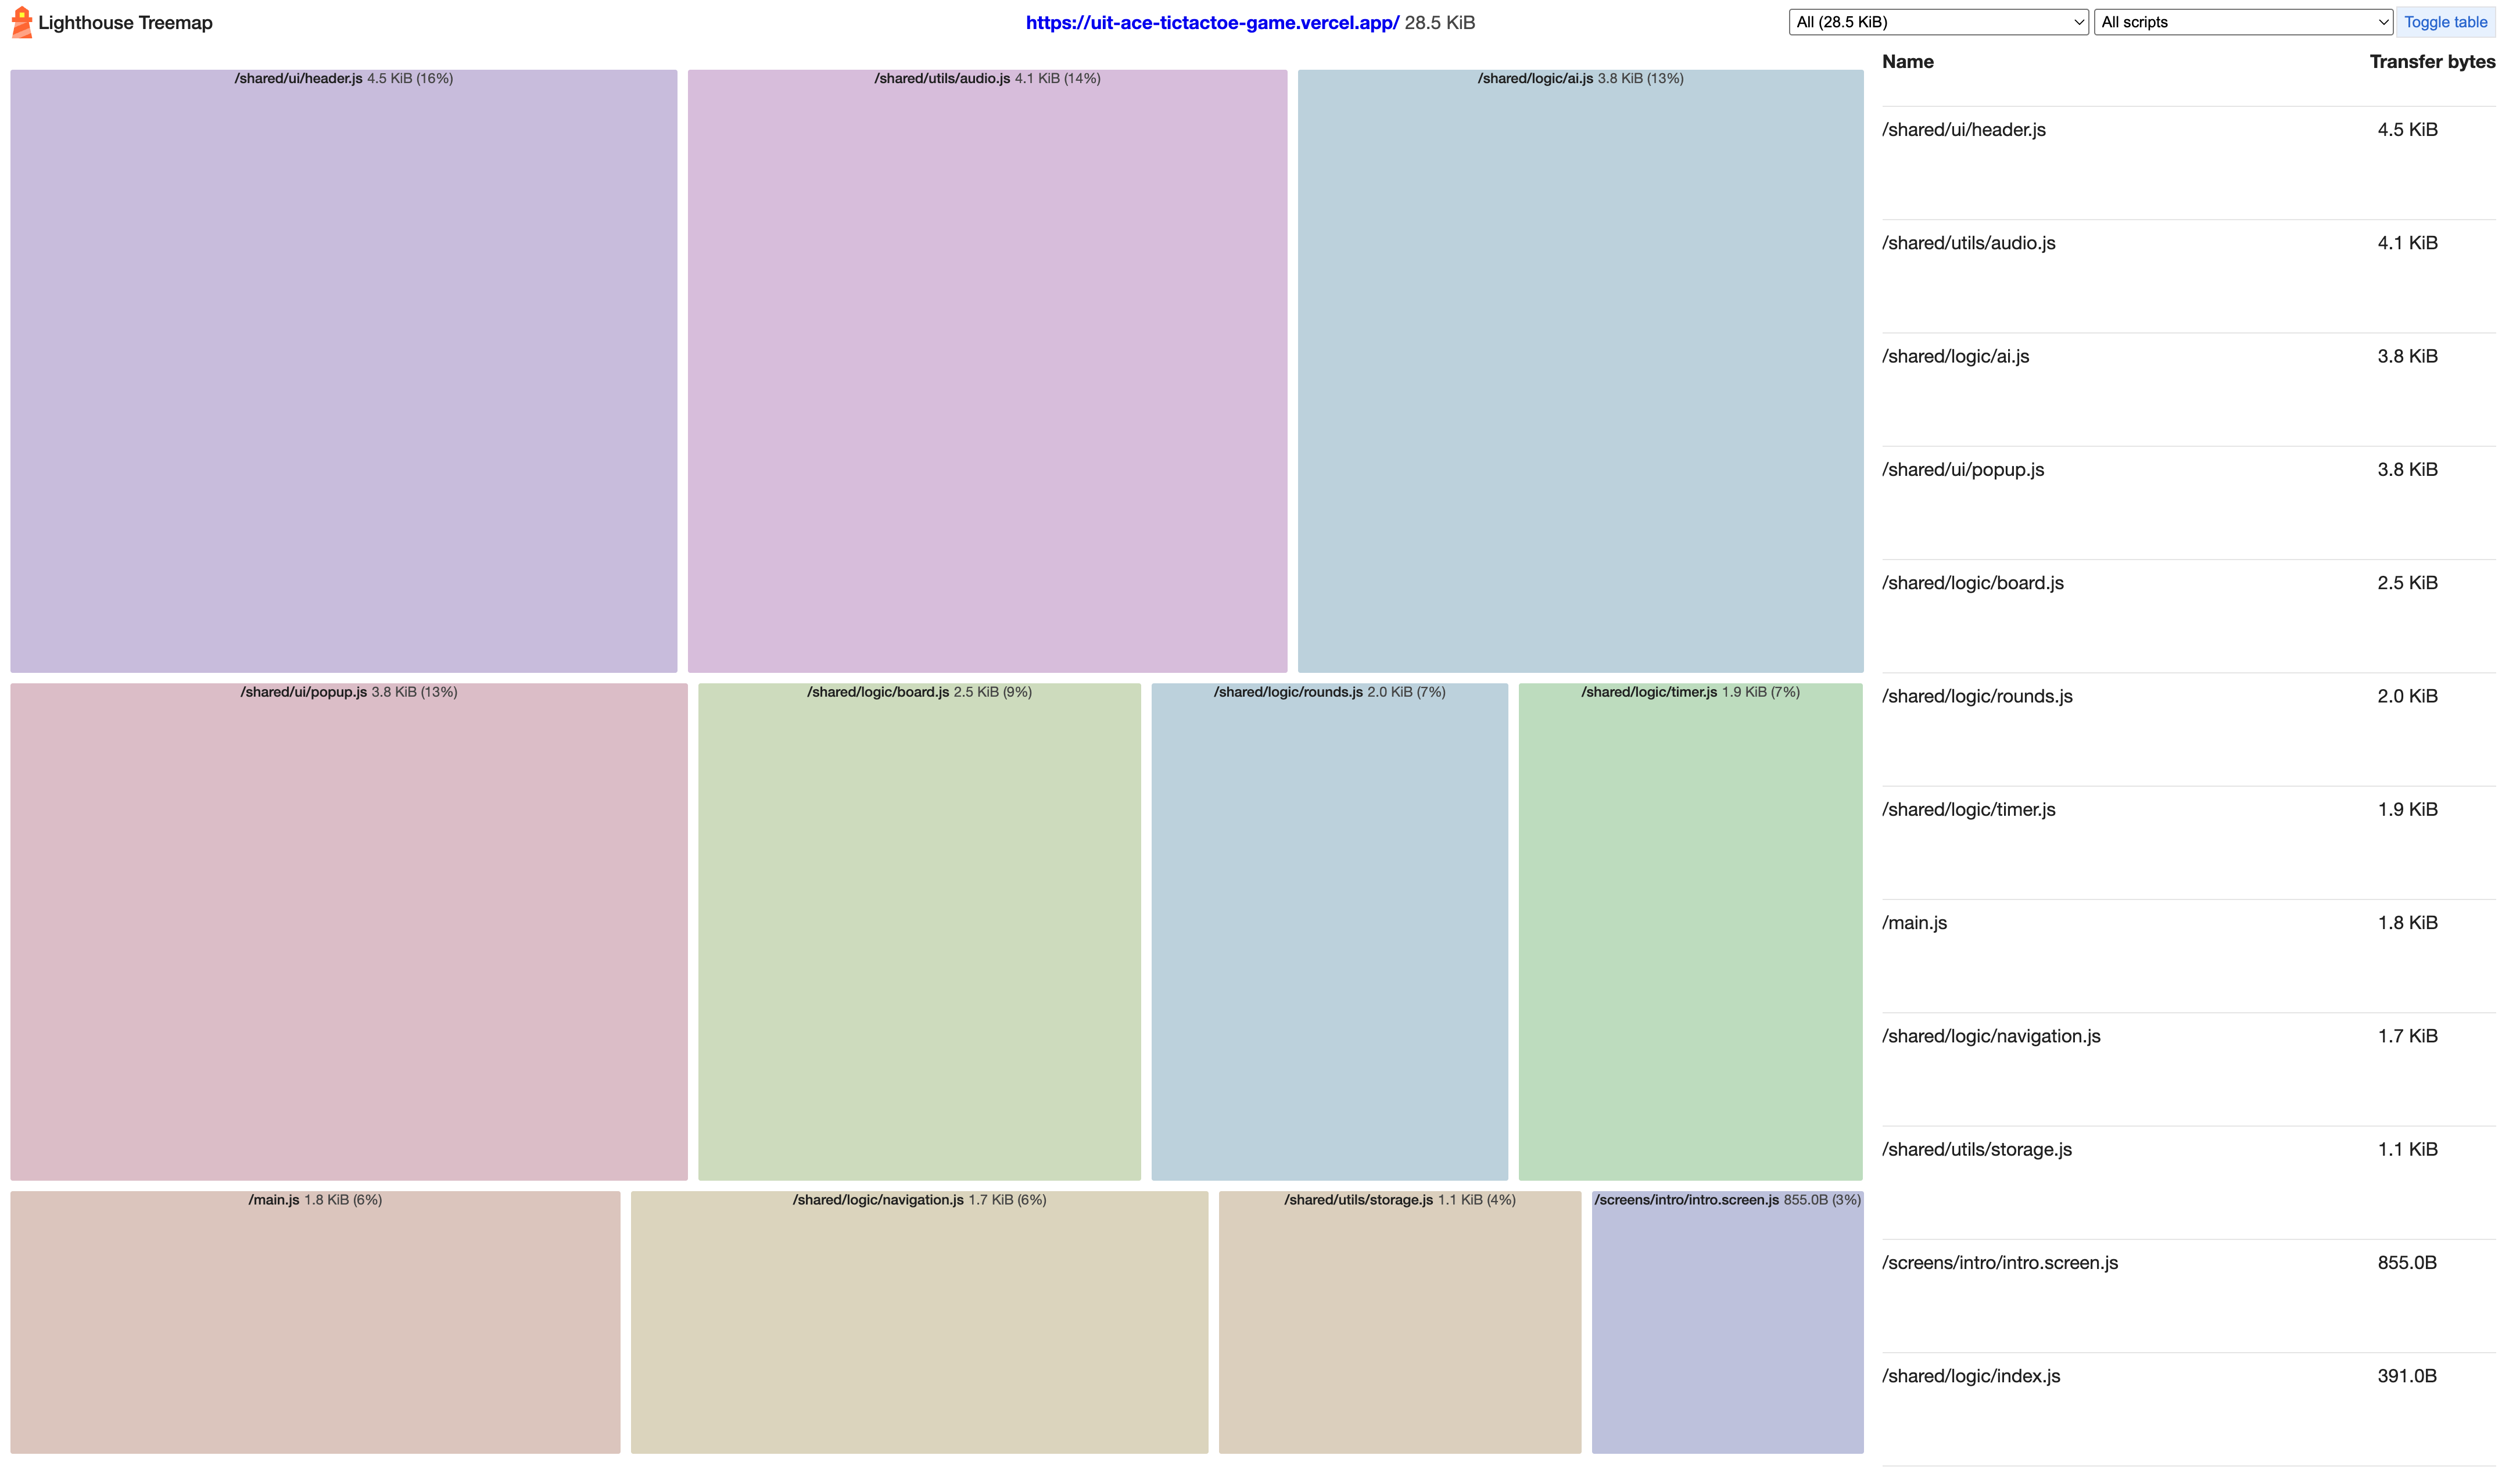 Lighthouse Treemap
https://uit-ace-tictactoe-game.vercel.app/ 28.5 KiB
All (28.5 KiB)
All scripts
Toggle table
/shared/ui/header.js 4.5 KiB (16%)
/shared/utils/audio.js 4.1 KiB (14%)
/shared/logic/ai.js 3.8 KiB (13%)
/shared/ui/popup.js 3.8 KiB (13%)
/shared/logic/board.js 2.5 KiB (9%)
/shared/logic/rounds.js 2.0 KiB (7%)
/shared/logic/timer.js 1.9 KiB (7%)
/main.js 1.8 KiB (6%)
/shared/logic/navigation.js 1.7 KiB (6%)
/shared/utils/storage.js 1.1 KiB (4%)
/screens/intro/intro.screen.js 855.0B (3%)
Name Transfer bytes
/shared/ui/header.js 4.5 KiB
/shared/utils/audio.js 4.1 KiB
/shared/logic/ai.js 3.8 KiB
/shared/ui/popup.js 3.8 KiB
/shared/logic/board.js 2.5 KiB
/shared/logic/rounds.js 2.0 KiB
/shared/logic/timer.js 1.9 KiB
/main.js 1.8 KiB
/shared/logic/navigation.js 1.7 KiB
/shared/utils/storage.js 1.1 KiB
/screens/intro/intro.screen.js 855.0B
/shared/logic/index.js 391.0B